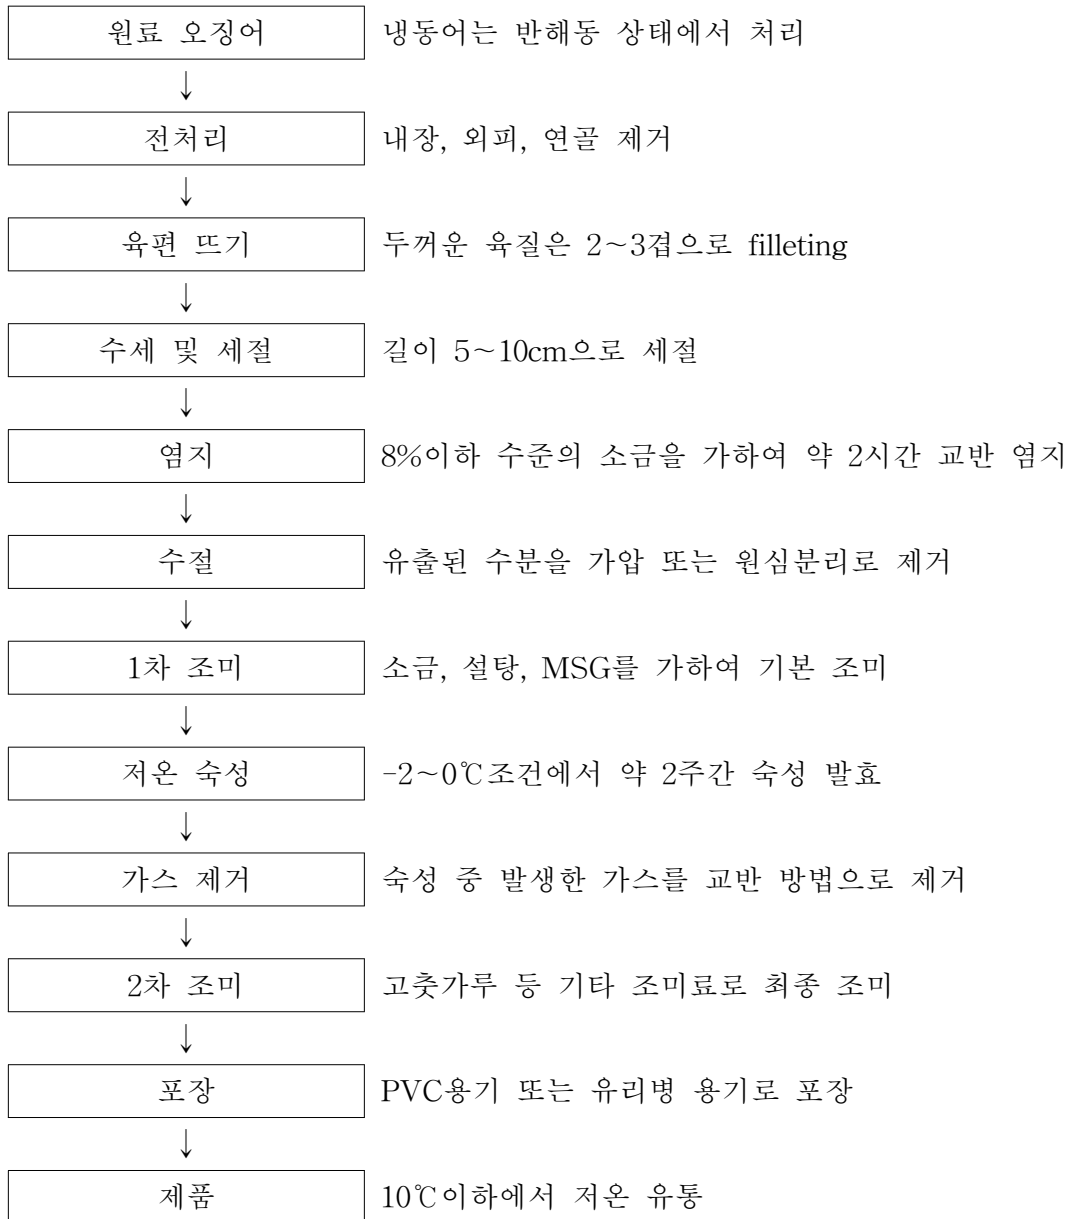 원료 오징어 냉동어는 반해동 상태에서 처리
↓
전처리 내장, 외피, 연골 제거
↓
육편 뜨기 두꺼운 육질은 2~3겹으로 filleting
↓
수세 및 세절 길이 5~10cm으로 세절
↓
염지 8%이하 수준의 소금을 가하여 약 2시간 교반 염지
↓
수절 유출된 수분을 가압 또는 원심분리로 제거
↓
1차 조미 소금, 설탕, MSG를 가하여 기본 조미
↓
저온 숙성 -2~0℃조건에서 약 2주간 숙성 발효
↓
가스 제거 숙성 중 발생한 가스를 교반 방법으로 제거
↓
2차 조미 고춧가루 등 기타 조미료로 최종 조미
↓
포장 PVC용기 또는 유리병 용기로 포장
↓
제품 10℃이하에서 저온 유통